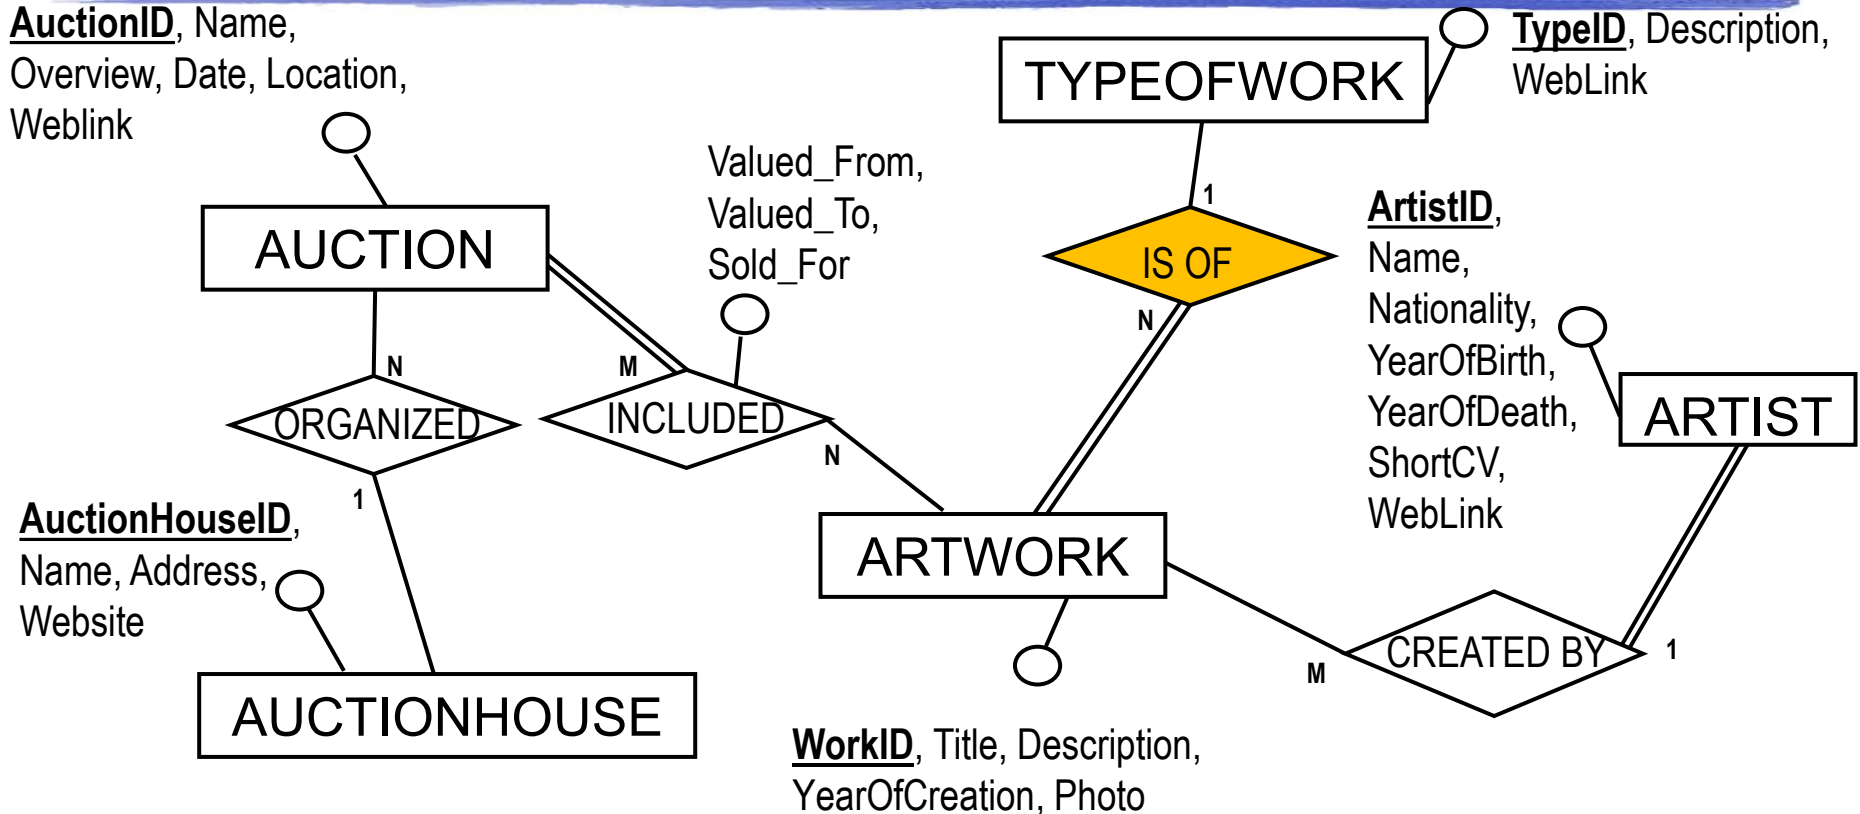 AuctionID, Name,
Overview, Date, Location,
Weblink
TYPEOFWORK
TypeID, Description,
WebLink
Valued_From,
Valued_To,
Sold_For
1
ArtistID,
Name,
Nationality,
YearOfBirth,
YearOfDeath,
ShortCV,
WebLink
AUCTION
IS OF
N
N
M
ORGANIZED
INCLUDED
N
ARTIST
1
AuctionHouseID,
Name, Address,
Website
ARTWORK
CREATED BY
M
1
AUCTIONHOUSE
WorkID, Title, Description,
YearOfCreation, Photo